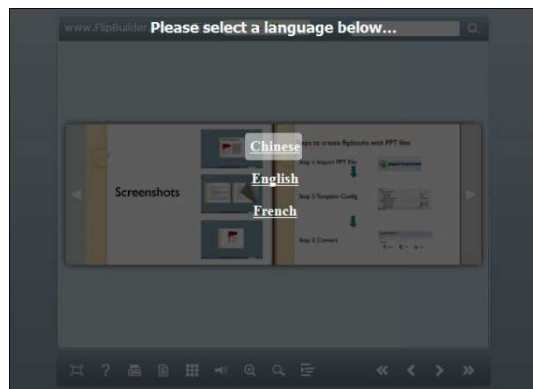 www.FlipBuilder
Please select a language below...
Chinese
English
French
Screenshots
Steps to create flipbooks with PPT files
Step 1: Import PPT File
Step 2: Template Config
Step 3: Convert